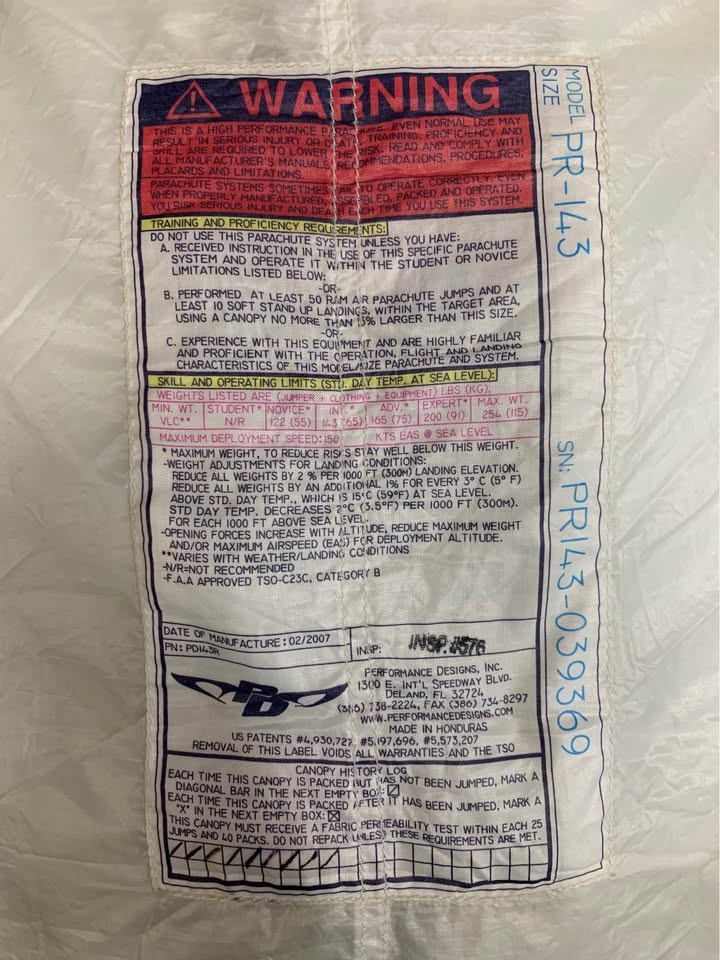 WARNING
THIS IS A HIGH PERFORMANCE PARACHUTE. EVEN NORMAL USE MAY
RESULT IN SERIOUS INJURY OR DEATH. TRAINING, PROFICIENCY AND
SKILL ARE REQUIRED TO LOWER THE RISK. READ AND COMPLY WITH
ALL MANUFACTURER'S MANUALS, RECOMMENDATIONS, PROCEDURES,
PLACARDS AND LIMITATIONS.
PARACHUTE SYSTEMS SOMETIMES FAIL TO OPERATE CORRECTLY, EVEN
WHEN PROPERLY MANUFACTURED, ASSEMBLED, PACKED AND OPERATED.
YOU RISK SERIOUS INJURY AND DEATH EACH TIME YOU USE THIS SYSTEM.
TRAINING AND PROFICIENCY REQUIREMENTS:
DO NOT USE THIS PARACHUTE SYSTEM UNLESS YOU HAVE:
A. RECEIVED INSTRUCTION IN THE USE OF THIS SPECIFIC PARACHUTE
SYSTEM AND OPERATE IT WITHIN THE STUDENT OR NOVICE
LIMITATIONS LISTED BELOW:
-OR-
B. PERFORMED AT LEAST 50 RAM AIR PARACHUTE JUMPS AND AT
LEAST 10 SOFT STAND UP LANDINGS, WITHIN THE TARGET AREA,
USING A CANOPY NO MORE THAN 15% LARGER THAN THIS SIZE.
-OR-
C. EXPERIENCE WITH THIS EQUIPMENT AND ARE HIGHLY FAMILIAR
AND PROFICIENT WITH THE OPERATION, FLIGHT AND LANDING
CHARACTERISTICS OF THIS MODEL/SIZE PARACHUTE AND SYSTEM.
SKILL AND OPERATING LIMITS (STD. DAY TEMP. AT SEA LEVEL):
WEIGHTS LISTED ARE (JUMPER + CLOTHING + EQUIPMENT) LBS (KG).
MIN. WT. STUDENT* NOVICE* INT.* ADV.* EXPERT* MAX. WT.
VLC** N/R 122 (55) 143 (65) 165 (75) 200 (91) 254 (115)
MAXIMUM DEPLOYMENT SPEED: 150 KTS EAS @ SEA LEVEL
* MAXIMUM WEIGHT, TO REDUCE RISKS STAY WELL BELOW THIS WEIGHT.
-WEIGHT ADJUSTMENTS FOR LANDING CONDITIONS:
REDUCE ALL WEIGHTS BY 2 % PER 1000 FT (300M) LANDING ELEVATION.
REDUCE ALL WEIGHTS BY AN ADDITIONAL 1% FOR EVERY 3° C (5° F)
ABOVE STD. DAY TEMP., WHICH IS 15°C (59°F) AT SEA LEVEL.
STD DAY TEMP. DECREASES 2°C (3.5°F) PER 1000 FT (300M).
FOR EACH 1000 FT ABOVE SEA LEVEL.
-OPENING FORCES INCREASE WITH ALTITUDE, REDUCE MAXIMUM WEIGHT
AND/OR MAXIMUM AIRSPEED (EAS) FOR DEPLOYMENT ALTITUDE.
**VARIES WITH WEATHER/LANDING CONDITIONS
-N/R=NOT RECOMMENDED
-F.A.A APPROVED TSO-C23C, CATEGORY B
DATE OF MANUFACTURE: 02/2007
PN: PD143R
INSP: INSP. #576
PD
PERFORMANCE DESIGNS, INC.
1300 E. INT'L SPEEDWAY BLVD.
DELAND, FL 32724
(386) 738-2224, FAX (386) 734-8297
WWW.PERFORMANCEDESIGNS.COM
MADE IN HONDURAS
US PATENTS #4,930,727, #5,197,696, #5,573,207
REMOVAL OF THIS LABEL VOIDS ALL WARRANTIES AND THE TSO
CANOPY HISTORY LOG
EACH TIME THIS CANOPY IS PACKED BUT HAS NOT BEEN JUMPED, MARK A
DIAGONAL BAR IN THE NEXT EMPTY BOX:
EACH TIME THIS CANOPY IS PACKED AFTER IT HAS BEEN JUMPED, MARK A
"X" IN THE NEXT EMPTY BOX:
THIS CANOPY MUST RECEIVE A FABRIC PERMEABILITY TEST WITHIN EACH 25
JUMPS AND 40 PACKS. DO NOT REPACK UNLESS THESE REQUIREMENTS ARE MET.
MODEL
SIZE PR-143
SN: PR143-039369